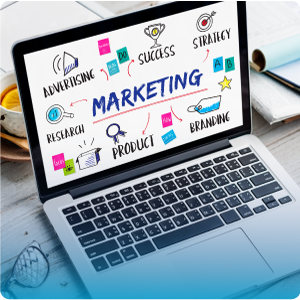 SUCCESS
STRATEGY
ADVERTISING
MARKETING
RESEARCH
PRODUCT
BRANDING